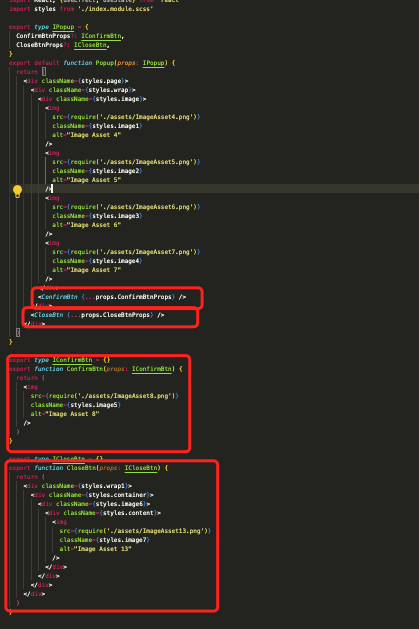 import React, {useEffect, useState} from 'react'
import styles from './index.module.scss'
export type IPopup = {
ConfirmBtnProps?: IConfirmBtn,
CloseBtnProps?: ICloseBtn,
}
export default function Popup(props: IPopup) {
return (
<div className={styles.page}>
<div className={styles.wrap}>
<div className={styles.image}>
<img
src={require('./assets/ImageAsset4.png')}
className={styles.image1}
alt="Image Asset 4"
/>
<img
src={require('./assets/ImageAsset5.png')}
className={styles.image2}
alt="Image Asset 5"
/>
<img
src={require('./assets/ImageAsset6.png')}
className={styles.image3}
alt="Image Asset 6"
/>
<img
src={require('./assets/ImageAsset7.png')}
className={styles.image4}
alt="Image Asset 7"
/>
</div>
<ConfirmBtn {...props.ConfirmBtnProps} />
</div>
<CloseBtn {...props.CloseBtnProps} />
</div>
)
}
export type IConfirmBtn = {}
export function ConfirmBtn(props: IConfirmBtn) {
return (
<img
src={require('./assets/ImageAsset8.png')}
className={styles.image5}
alt="Image Asset 8"
/>
)
}
export type ICloseBtn = {}
export function CloseBtn(props: ICloseBtn) {
return (
<div className={styles.wrap1}>
<div className={styles.container}>
<div className={styles.image6}>
<div className={styles.content}>
<img
src={require('./assets/ImageAsset13.png')}
className={styles.image7}
alt="Image Asset 13"
/>
</div>
</div>
</div>
</div>
)
}